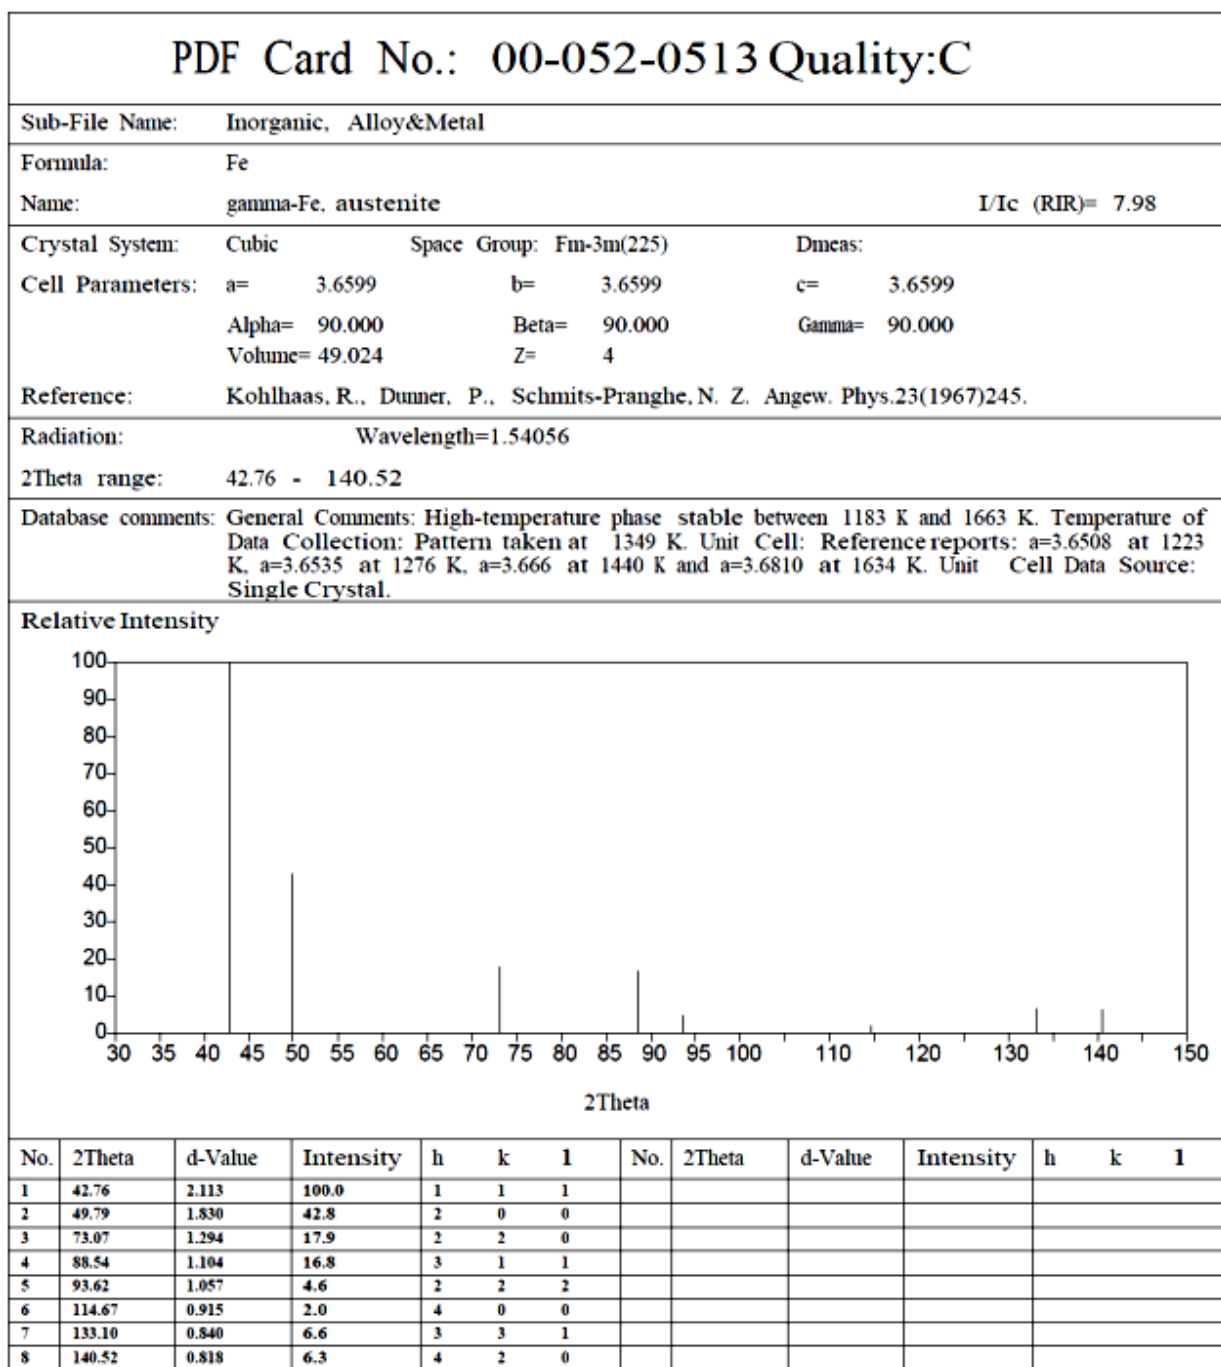 PDF Card No.: 00-052-0513 Quality:C
Sub-File Name: Inorganic, Alloy&Metal
Formula: Fe
Name: gamma-Fe, austenite I/Ic (RIR)= 7.98
Crystal System: Cubic Space Group: Fm-3m(225) Dmeas:
Cell Parameters: a= 3.6599 b= 3.6599 c= 3.6599
Alpha= 90.000 Beta= 90.000 Gamma= 90.000
Volume= 49.024 Z= 4
Reference: Kohlhaas, R., Dunner, P., Schmits-Pranghe, N. Z. Angew. Phys.23(1967)245.
Radiation: Wavelength=1.54056
2Theta range: 42.76 - 140.52
Database comments: General Comments: High-temperature phase stable between 1183 K and 1663 K. Temperature of
Data Collection: Pattern taken at 1349 K. Unit Cell: Reference reports: a=3.6508 at 1223
K, a=3.6535 at 1276 K, a=3.666 at 1440 K and a=3.6810 at 1634 K. Unit Cell Data Source:
Single Crystal.
Relative Intensity
100
90
80
70
60
50
40
30
20
10
0
30 35 40 45 50 55 60 65 70 75 80 85 90 95 100 110 120 130 140 150
2Theta
No. 2Theta d-Value Intensity h k l No. 2Theta d-Value Intensity h k l
1 42.76 2.113 100.0 1 1 1
2 49.79 1.830 42.8 2 0 0
3 73.07 1.294 17.9 2 2 0
4 88.54 1.104 16.8 3 1 1
5 93.62 1.057 4.6 2 2 2
6 114.67 0.915 2.0 4 0 0
7 133.10 0.840 6.6 3 3 1
8 140.52 0.818 6.3 4 2 0